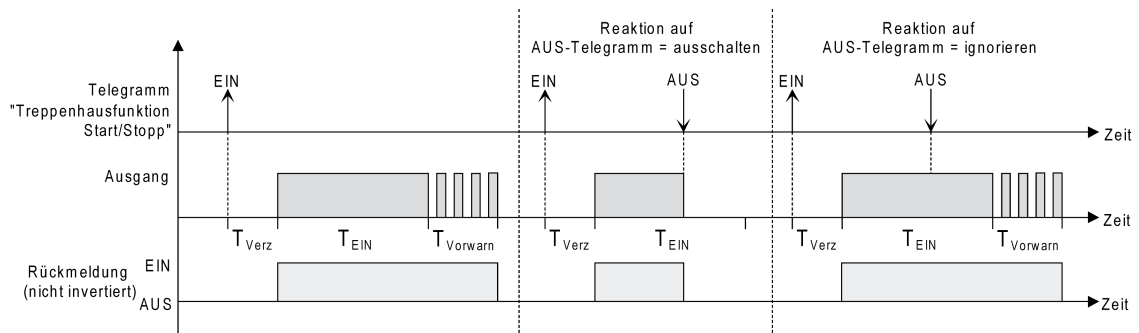 Reaktion auf
AUS-Telegramm = ausschalten
Reaktion auf
AUS-Telegramm = ignorieren
Telegramm
"Treppenhausfunktion
Start/Stopp"
EIN
EIN
AUS
EIN
AUS
Zeit
Ausgang
Zeit
T Verz
T EIN
T Vorwarn
T Verz
T EIN
T Verz
T EIN
T Vorwarn
Rückmeldung
(nicht invertiert)
EIN
AUS
Zeit